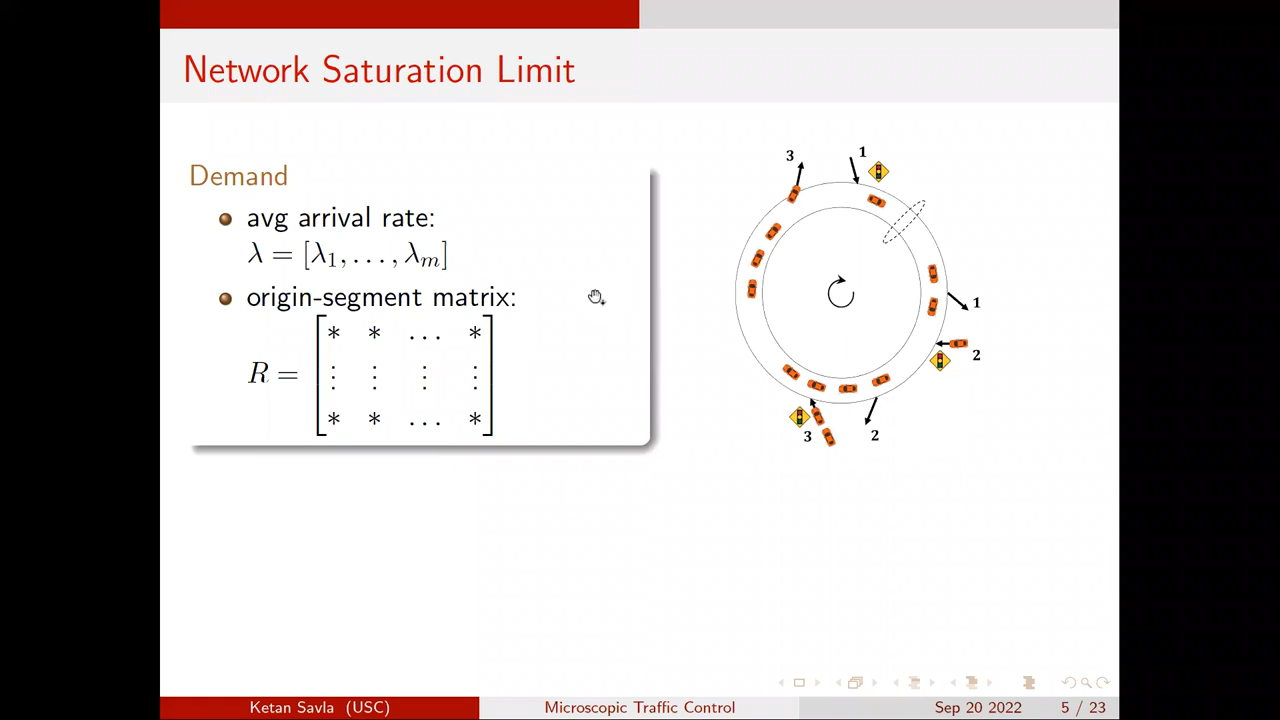 Network Saturation Limit
Demand
avg arrival rate:
λ = [λ₁, . . . , λₘ]
origin-segment matrix:
R = [ * * . . . *
⋮ ⋮ ⋮ ⋮
* * . . . * ]
3
1
1
2
3
2
Ketan Savla (USC)
Microscopic Traffic Control
Sep 20 2022
5 / 23